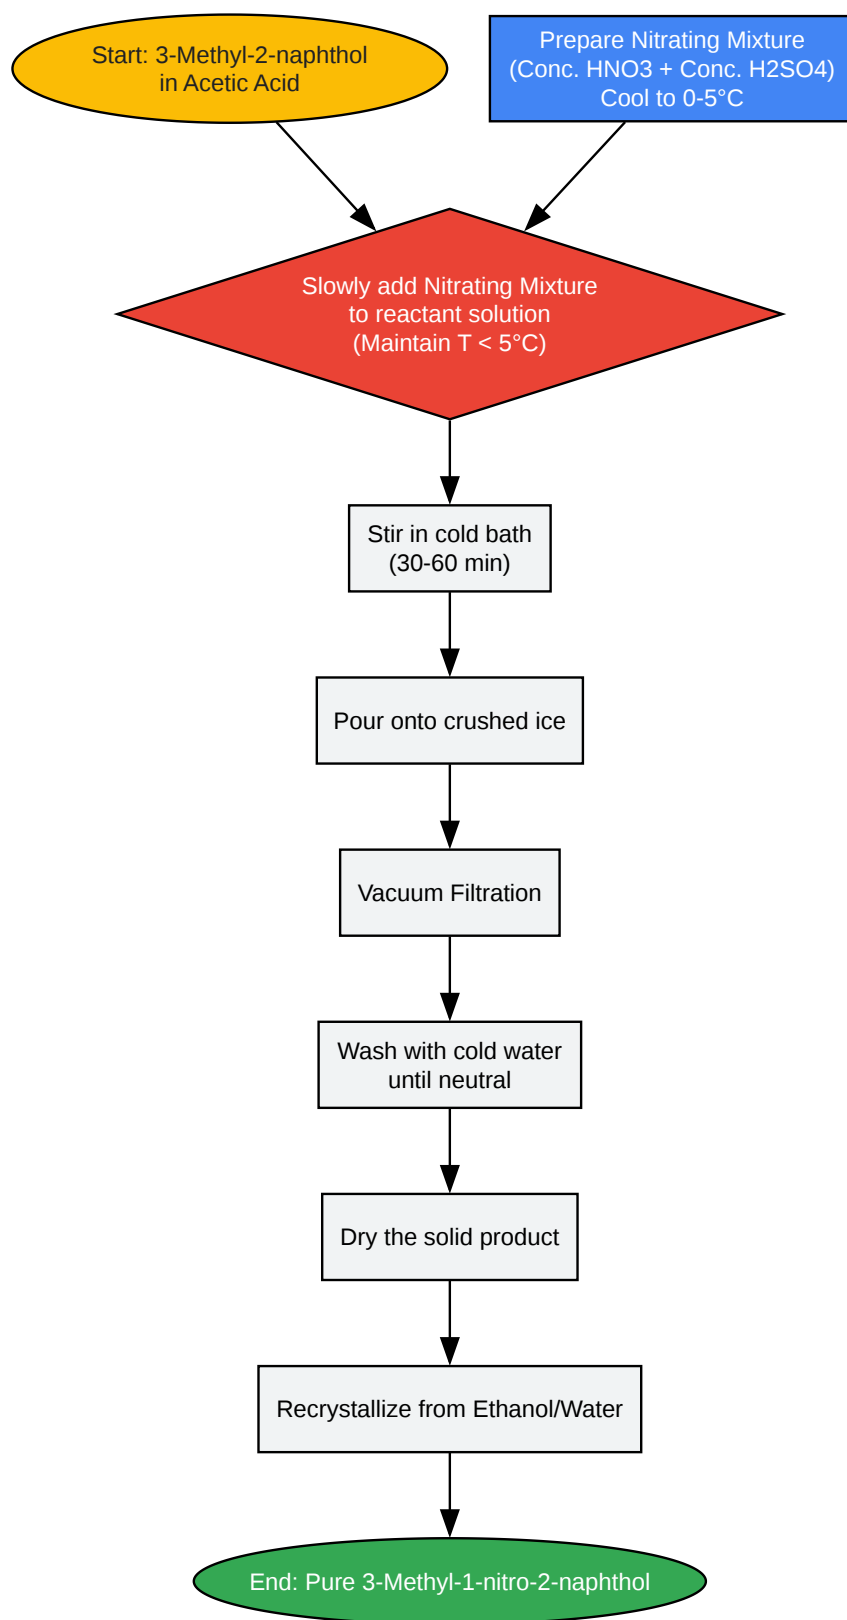 Start: 3-Methyl-2-naphthol
in Acetic Acid
Prepare Nitrating Mixture
(Conc. HNO3 + Conc. H2SO4)
Cool to 0-5°C
Slowly add Nitrating Mixture
to reactant solution
(Maintain T < 5°C)
Stir in cold bath
(30-60 min)
Pour onto crushed ice
Vacuum Filtration
Wash with cold water
until neutral
Dry the solid product
Recrystallize from Ethanol/Water
End: Pure 3-Methyl-1-nitro-2-naphthol